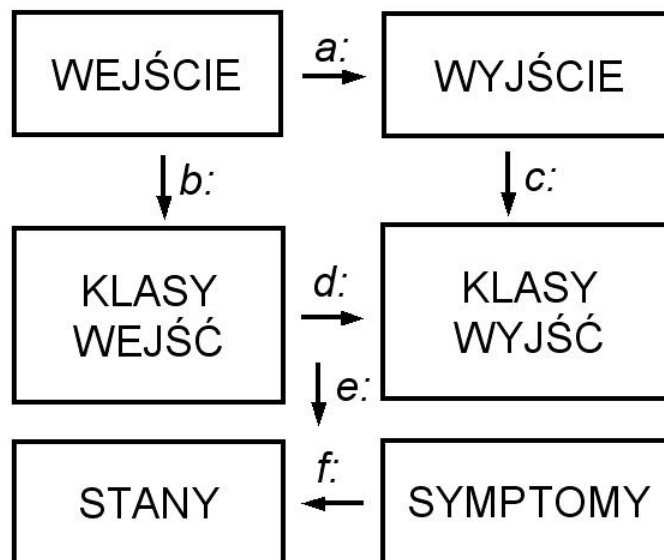 WEJŚCIE
a:
WYJŚCIE
b:
c:
KLASY
WEJŚĆ
d:
KLASY
WYJŚĆ
e:
STANY
f:
SYMPTOMY